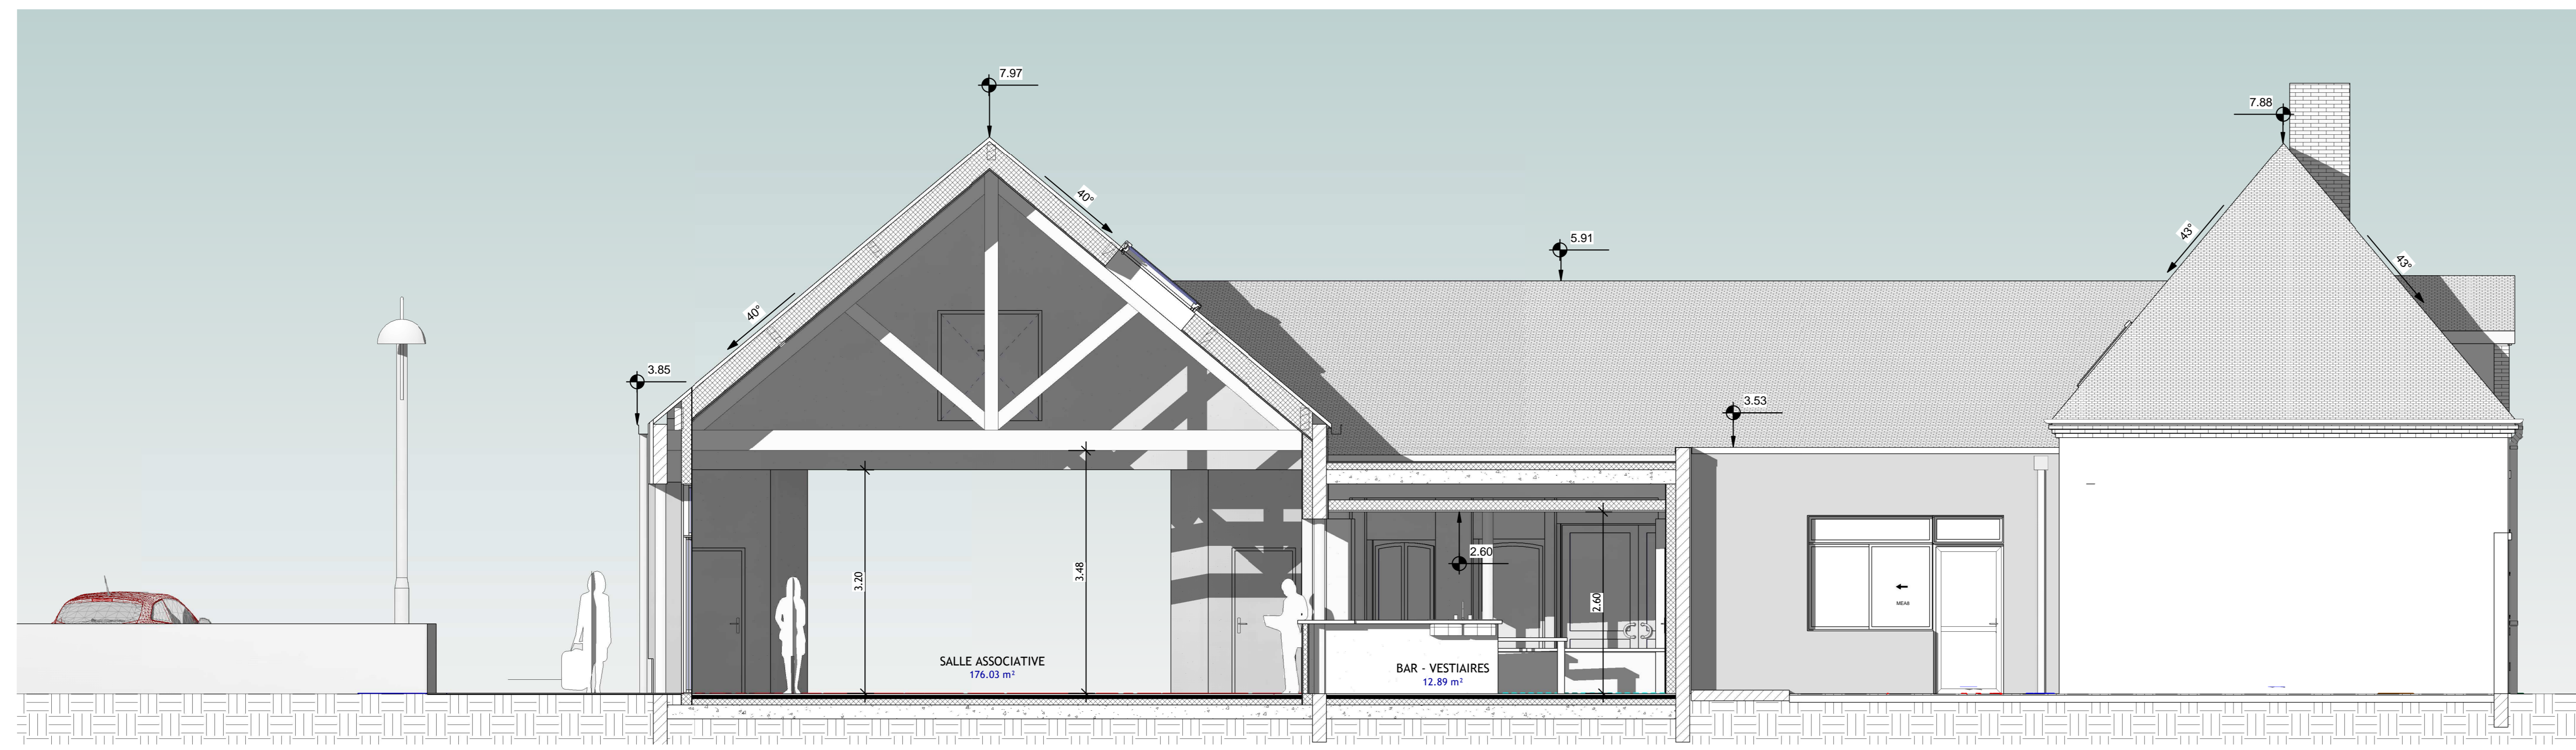 7.97
7.88
40°
43°
5.91
43°
40°
3.85
3.53
2.60
3.20
3.48
2.60
MEA8
SALLE ASSOCIATIVE
176.03 m²
BAR - VESTIAIRES
12.89 m²